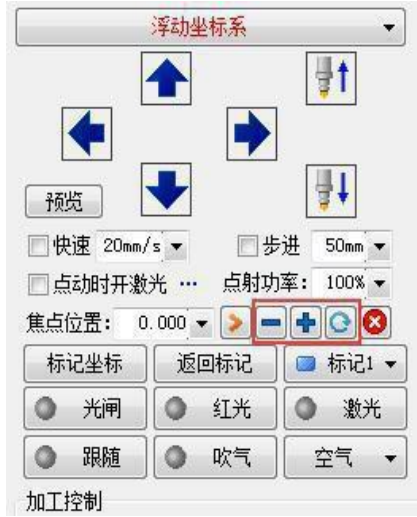 浮动坐标系
预览
快速 20mm/s 步进 50mm
点动时开激光 … 点射功率： 100%
焦点位置： 0.000
标记坐标 返回标记 标记1
光闸 红光 激光
跟随 吹气 空气
加工控制